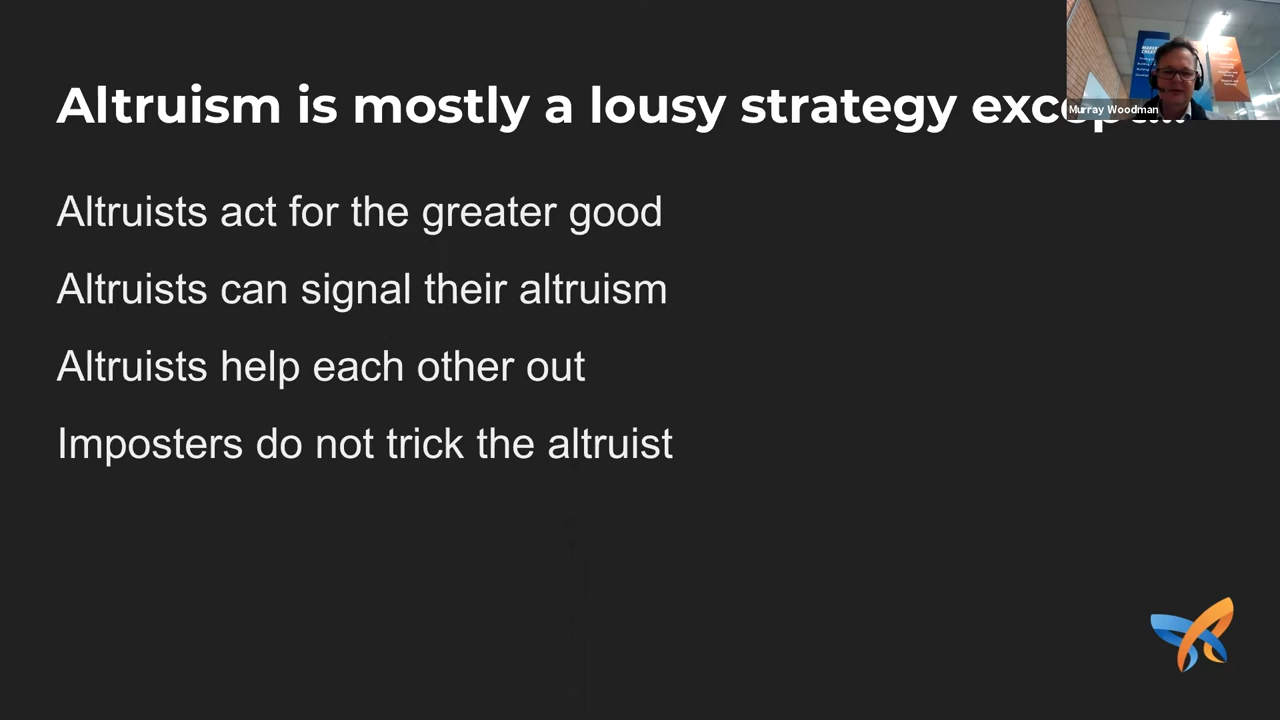 Altruism is mostly a lousy strategy
Murray Woodman
Altruists act for the greater good
Altruists can signal their altruism
Altruists help each other out
Imposters do not trick the altruist